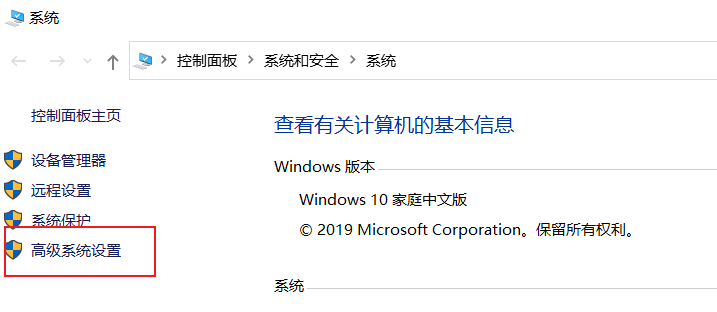 系统
控制面板 > 系统和安全 > 系统
控制面板主页
设备管理器
远程设置
系统保护
高级系统设置
查看有关计算机的基本信息
Windows 版本
Windows 10 家庭中文版
© 2019 Microsoft Corporation。保留所有权利。
系统